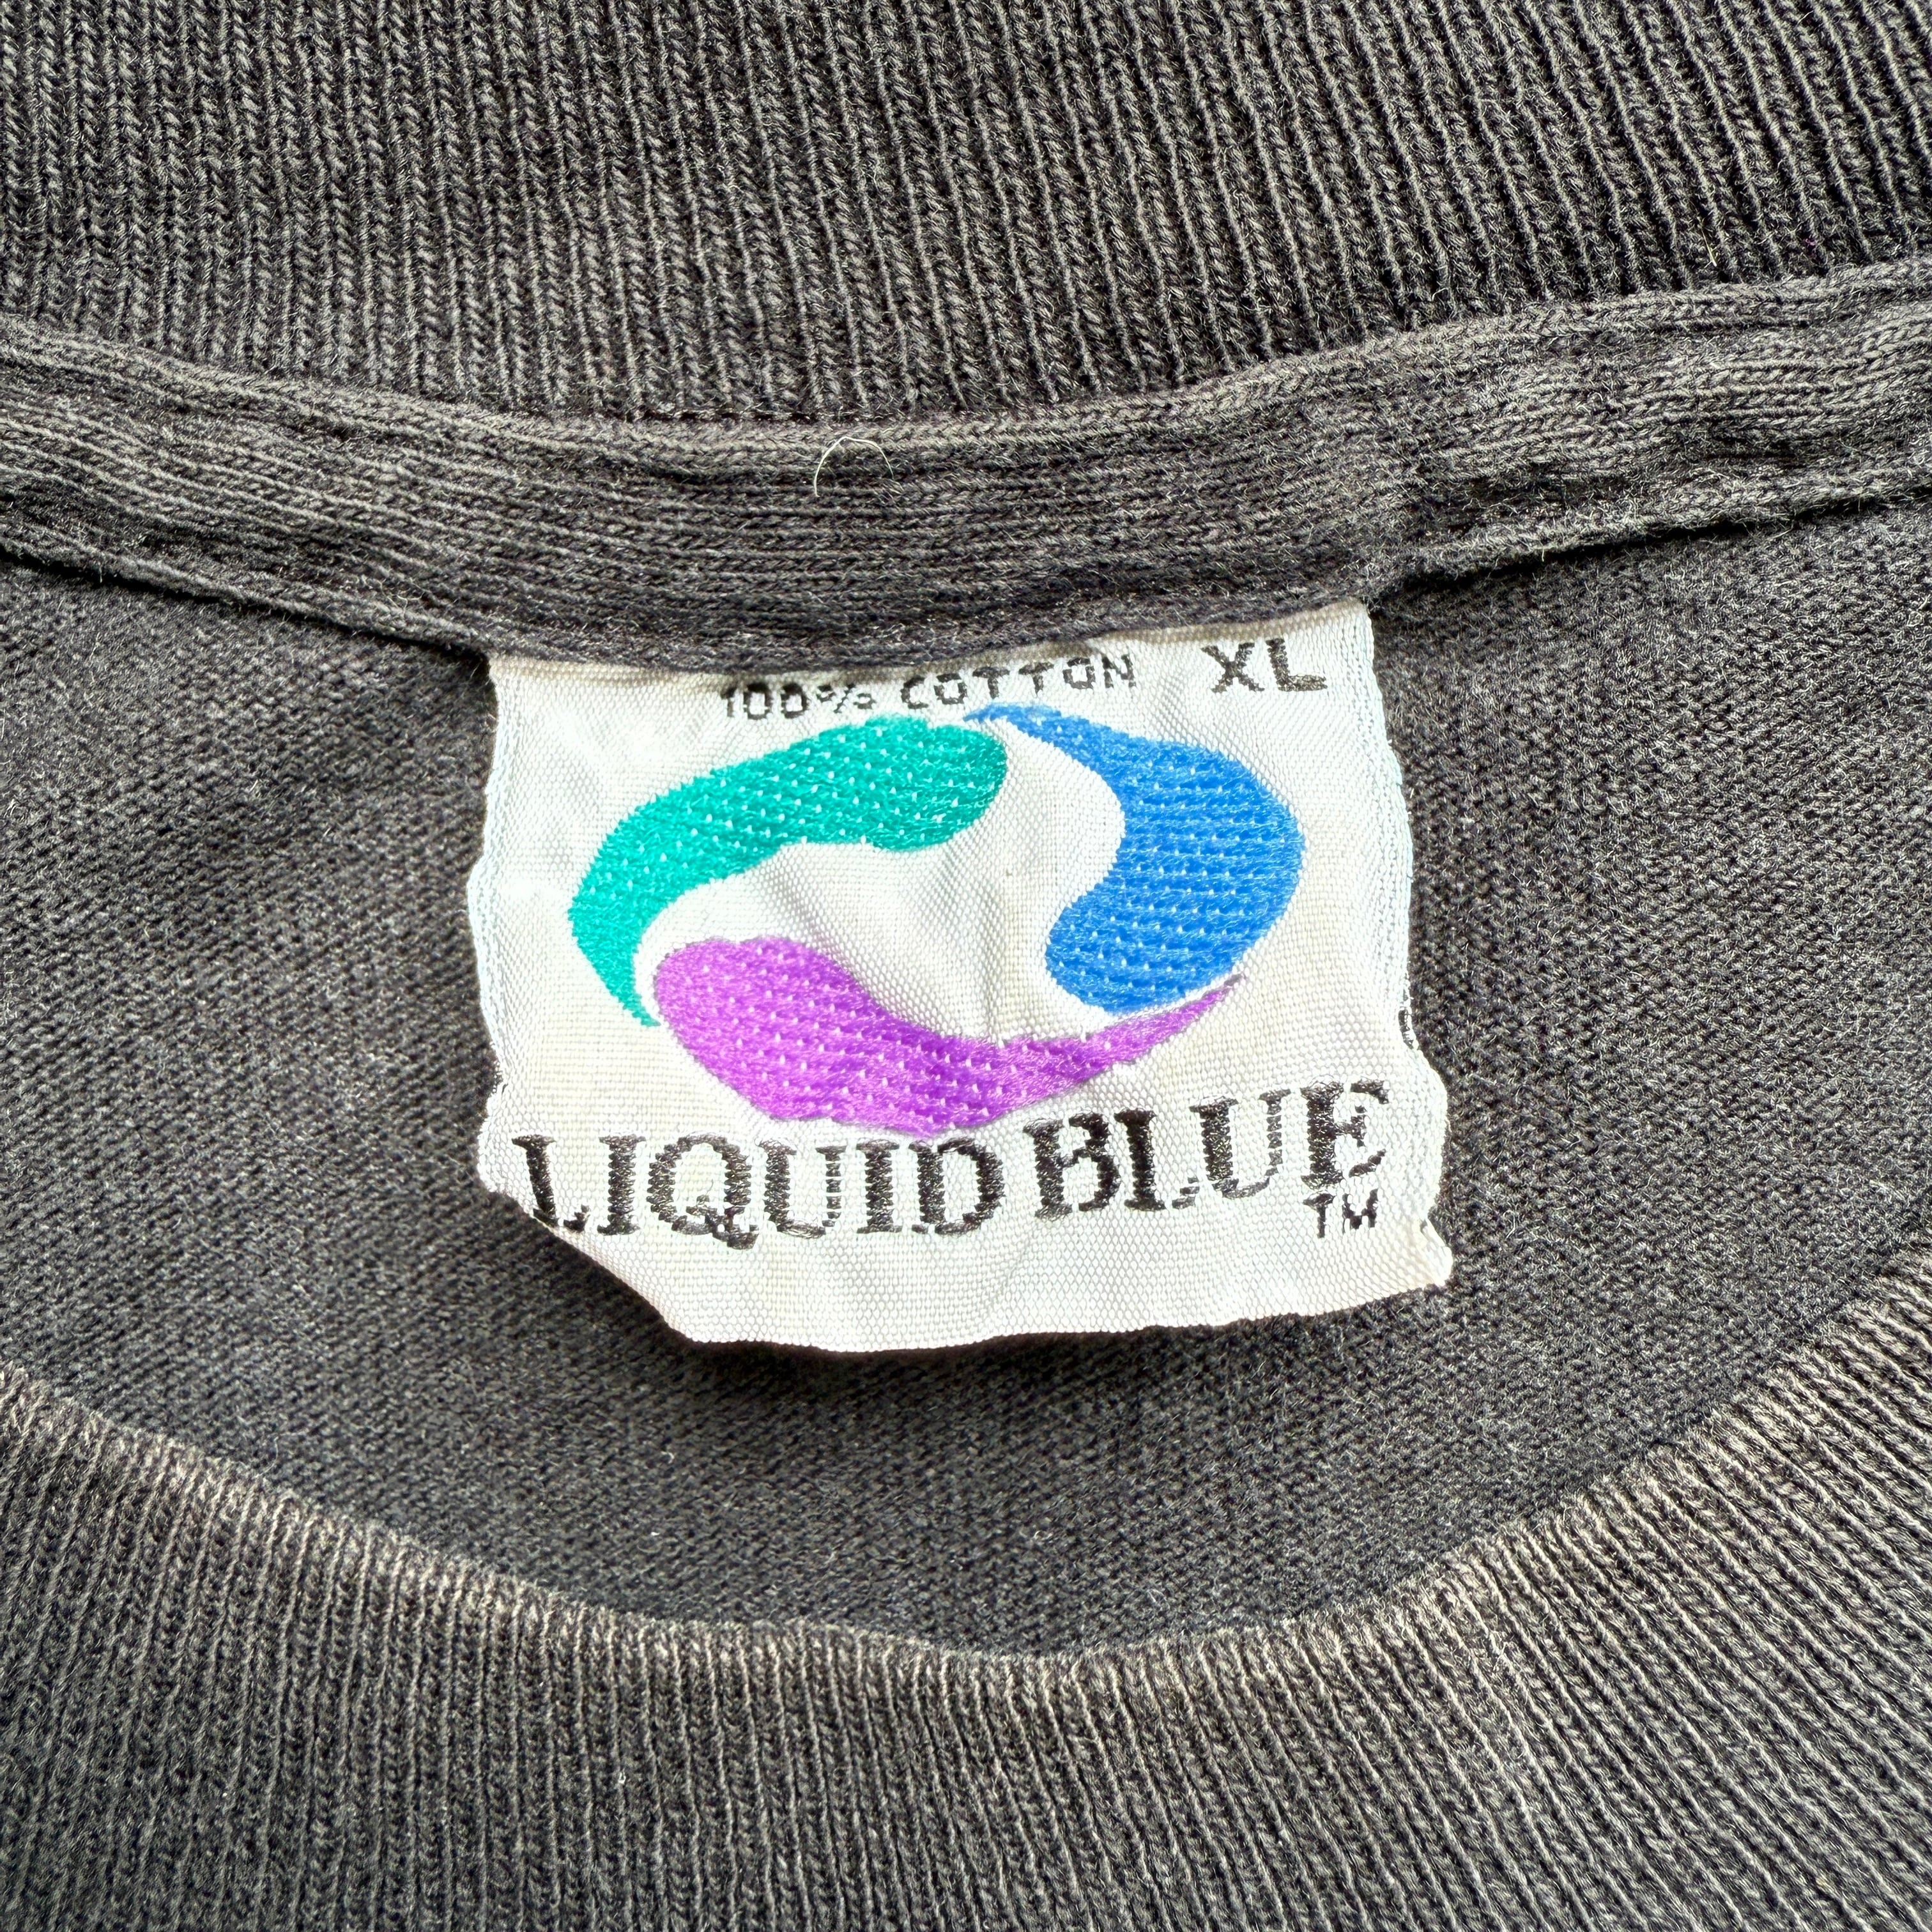 100% COTTON XL
LIQUID BLUE
TM